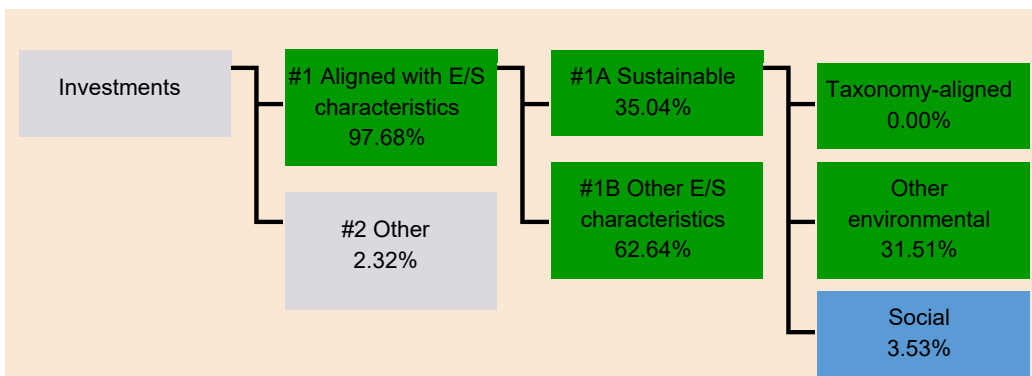 Investments
#1 Aligned with E/S
characteristics
97.68%
#2 Other
2.32%
#1A Sustainable
35.04%
#1B Other E/S
characteristics
62.64%
Taxonomy-aligned
0.00%
Other
environmental
31.51%
Social
3.53%